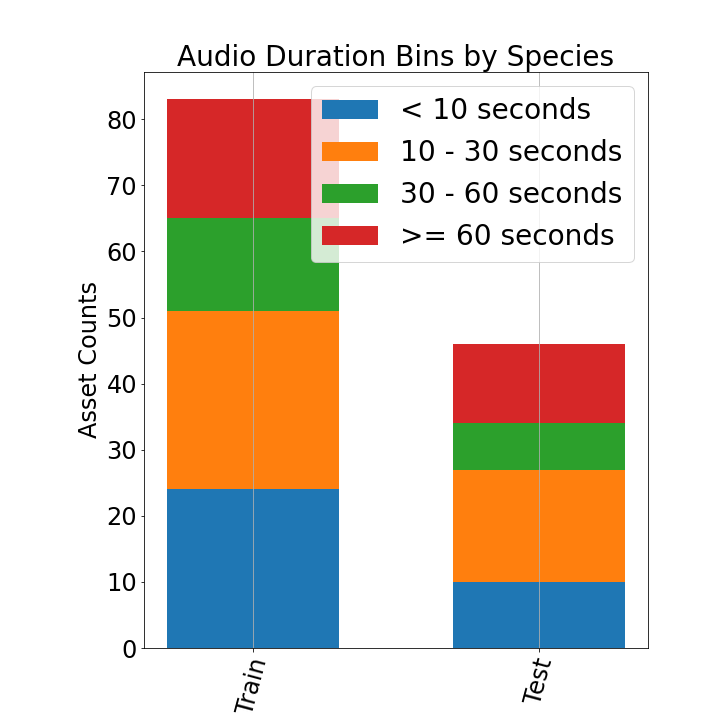 Audio Duration Bins by Species
< 10 seconds
10 - 30 seconds
30 - 60 seconds
>= 60 seconds
Asset Counts
80
70
60
50
40
30
20
10
0
Train
Test